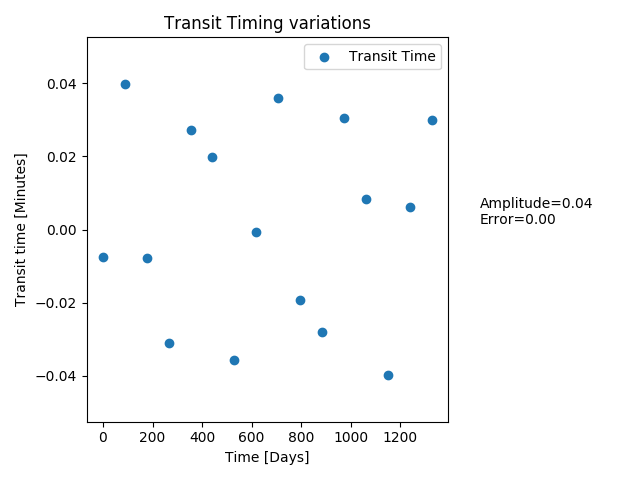 Transit Timing variations
Transit Time
Transit time [Minutes]
0.04
0.02
0.00
−0.02
−0.04
0 200 400 600 800 1000 1200
Time [Days]
Amplitude=0.04
Error=0.00